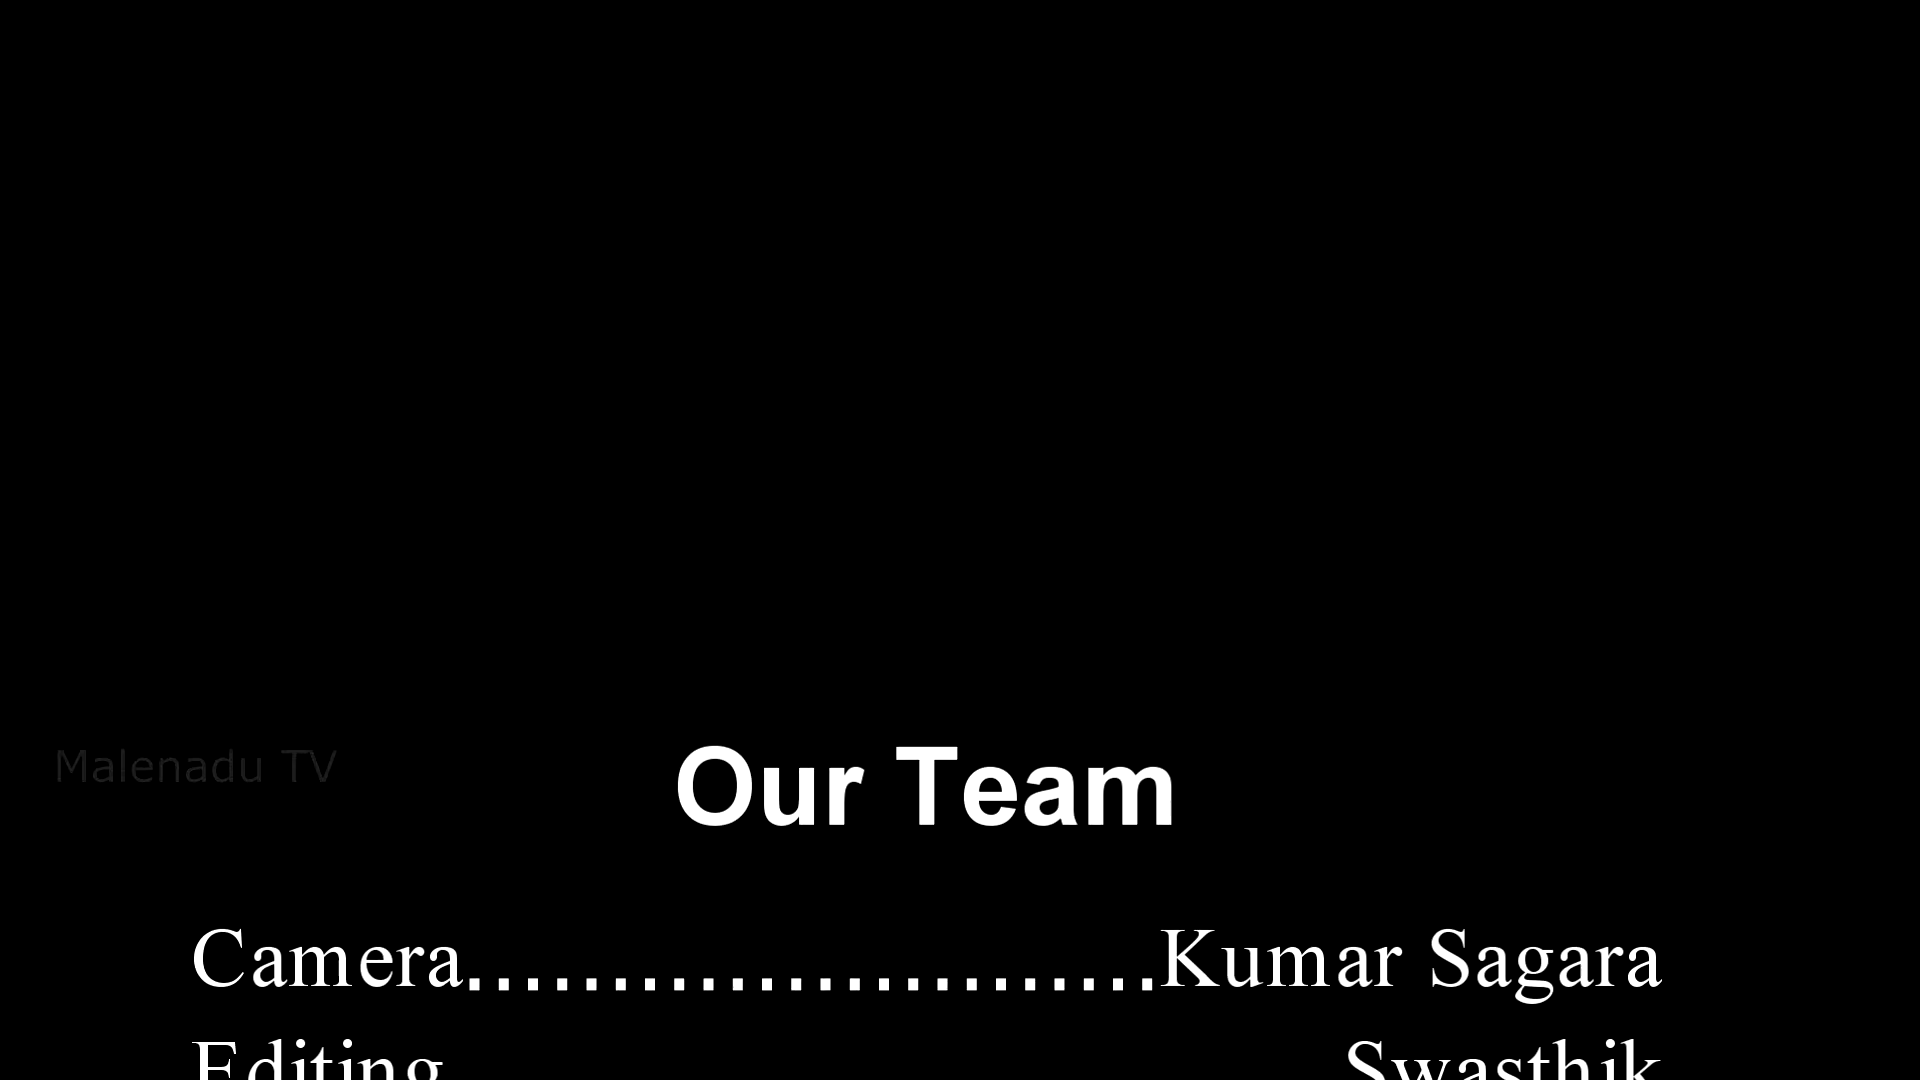 Malenadu TV
Our Team
Camera........................Kumar Sagara
Editing Swasthik